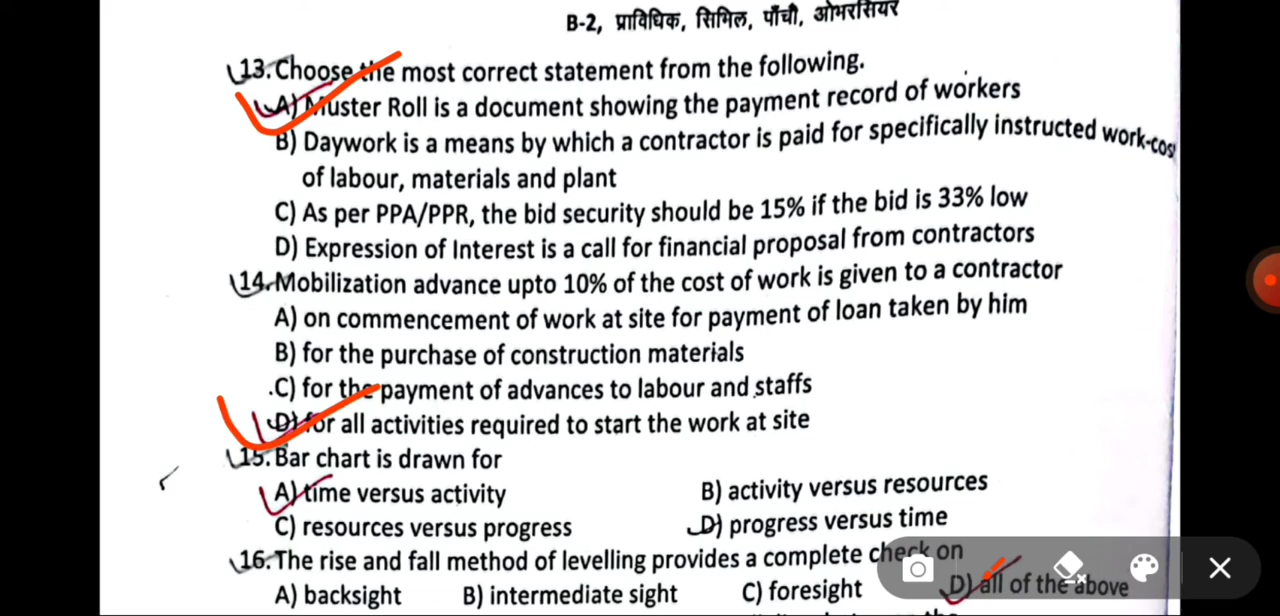 B-2, प्राविधिक, सिभिल, पाँचौ, ओभरसियर
13. Choose the most correct statement from the following.
A) Muster Roll is a document showing the payment record of workers
B) Daywork is a means by which a contractor is paid for specifically instructed work-cos
of labour, materials and plant
C) As per PPA/PPR, the bid security should be 15% if the bid is 33% low
D) Expression of Interest is a call for financial proposal from contractors
14. Mobilization advance upto 10% of the cost of work is given to a contractor
A) on commencement of work at site for payment of loan taken by him
B) for the purchase of construction materials
C) for the payment of advances to labour and staffs
D) for all activities required to start the work at site
15. Bar chart is drawn for
A) time versus activity B) activity versus resources
C) resources versus progress D) progress versus time
16. The rise and fall method of levelling provides a complete check on
A) backsight B) intermediate sight C) foresight D) all of the above